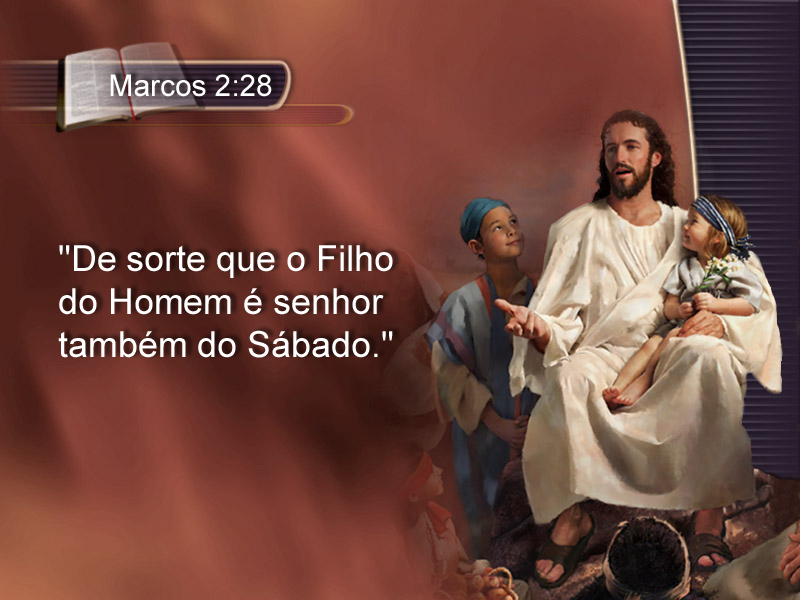 Marcos 2:28
"De sorte que o Filho
do Homem é senhor
também do Sábado."